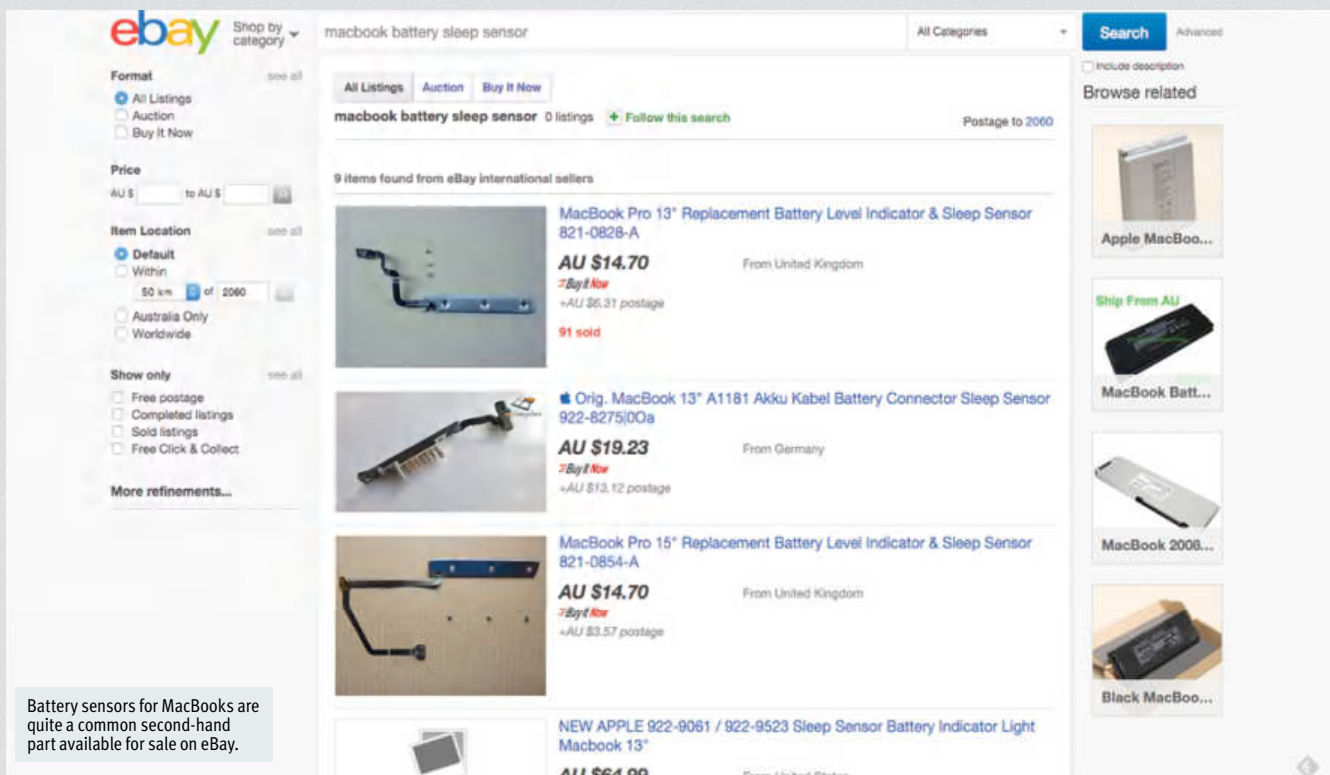 ebay
Shop by
category
macbook battery sleep sensor
All Categories
Search
Advanced
Include description
Format
see all
All Listings
Auction
Buy It Now
Price
AU $ to AU $
Item Location
see all
Default
Within
50 km of 2060
Australia Only
Worldwide
Show only
see all
Free postage
Completed listings
Sold listings
Free Click & Collect
More refinements...
All Listings Auction Buy It Now
macbook battery sleep sensor 0 listings + Follow this search
Postage to 2060
9 items found from eBay international sellers
MacBook Pro 13" Replacement Battery Level Indicator & Sleep Sensor
821-0828-A
AU $14.70
From United Kingdom
Buy It Now
+AU $6.31 postage
91 sold
Orig. MacBook 13" A1181 Akku Kabel Battery Connector Sleep Sensor
922-8275|0Oa
AU $19.23
From Germany
Buy It Now
+AU $13.12 postage
MacBook Pro 15" Replacement Battery Level Indicator & Sleep Sensor
821-0854-A
AU $14.70
From United Kingdom
Buy It Now
+AU $3.57 postage
NEW APPLE 922-9061 / 922-9523 Sleep Sensor Battery Indicator Light
Macbook 13"
AU $64.99
From United States
Browse related
Apple MacBoo...
Ship From AU
MacBook Batt...
MacBook 2008...
Black MacBoo...
Battery sensors for MacBooks are
quite a common second-hand
part available for sale on eBay.